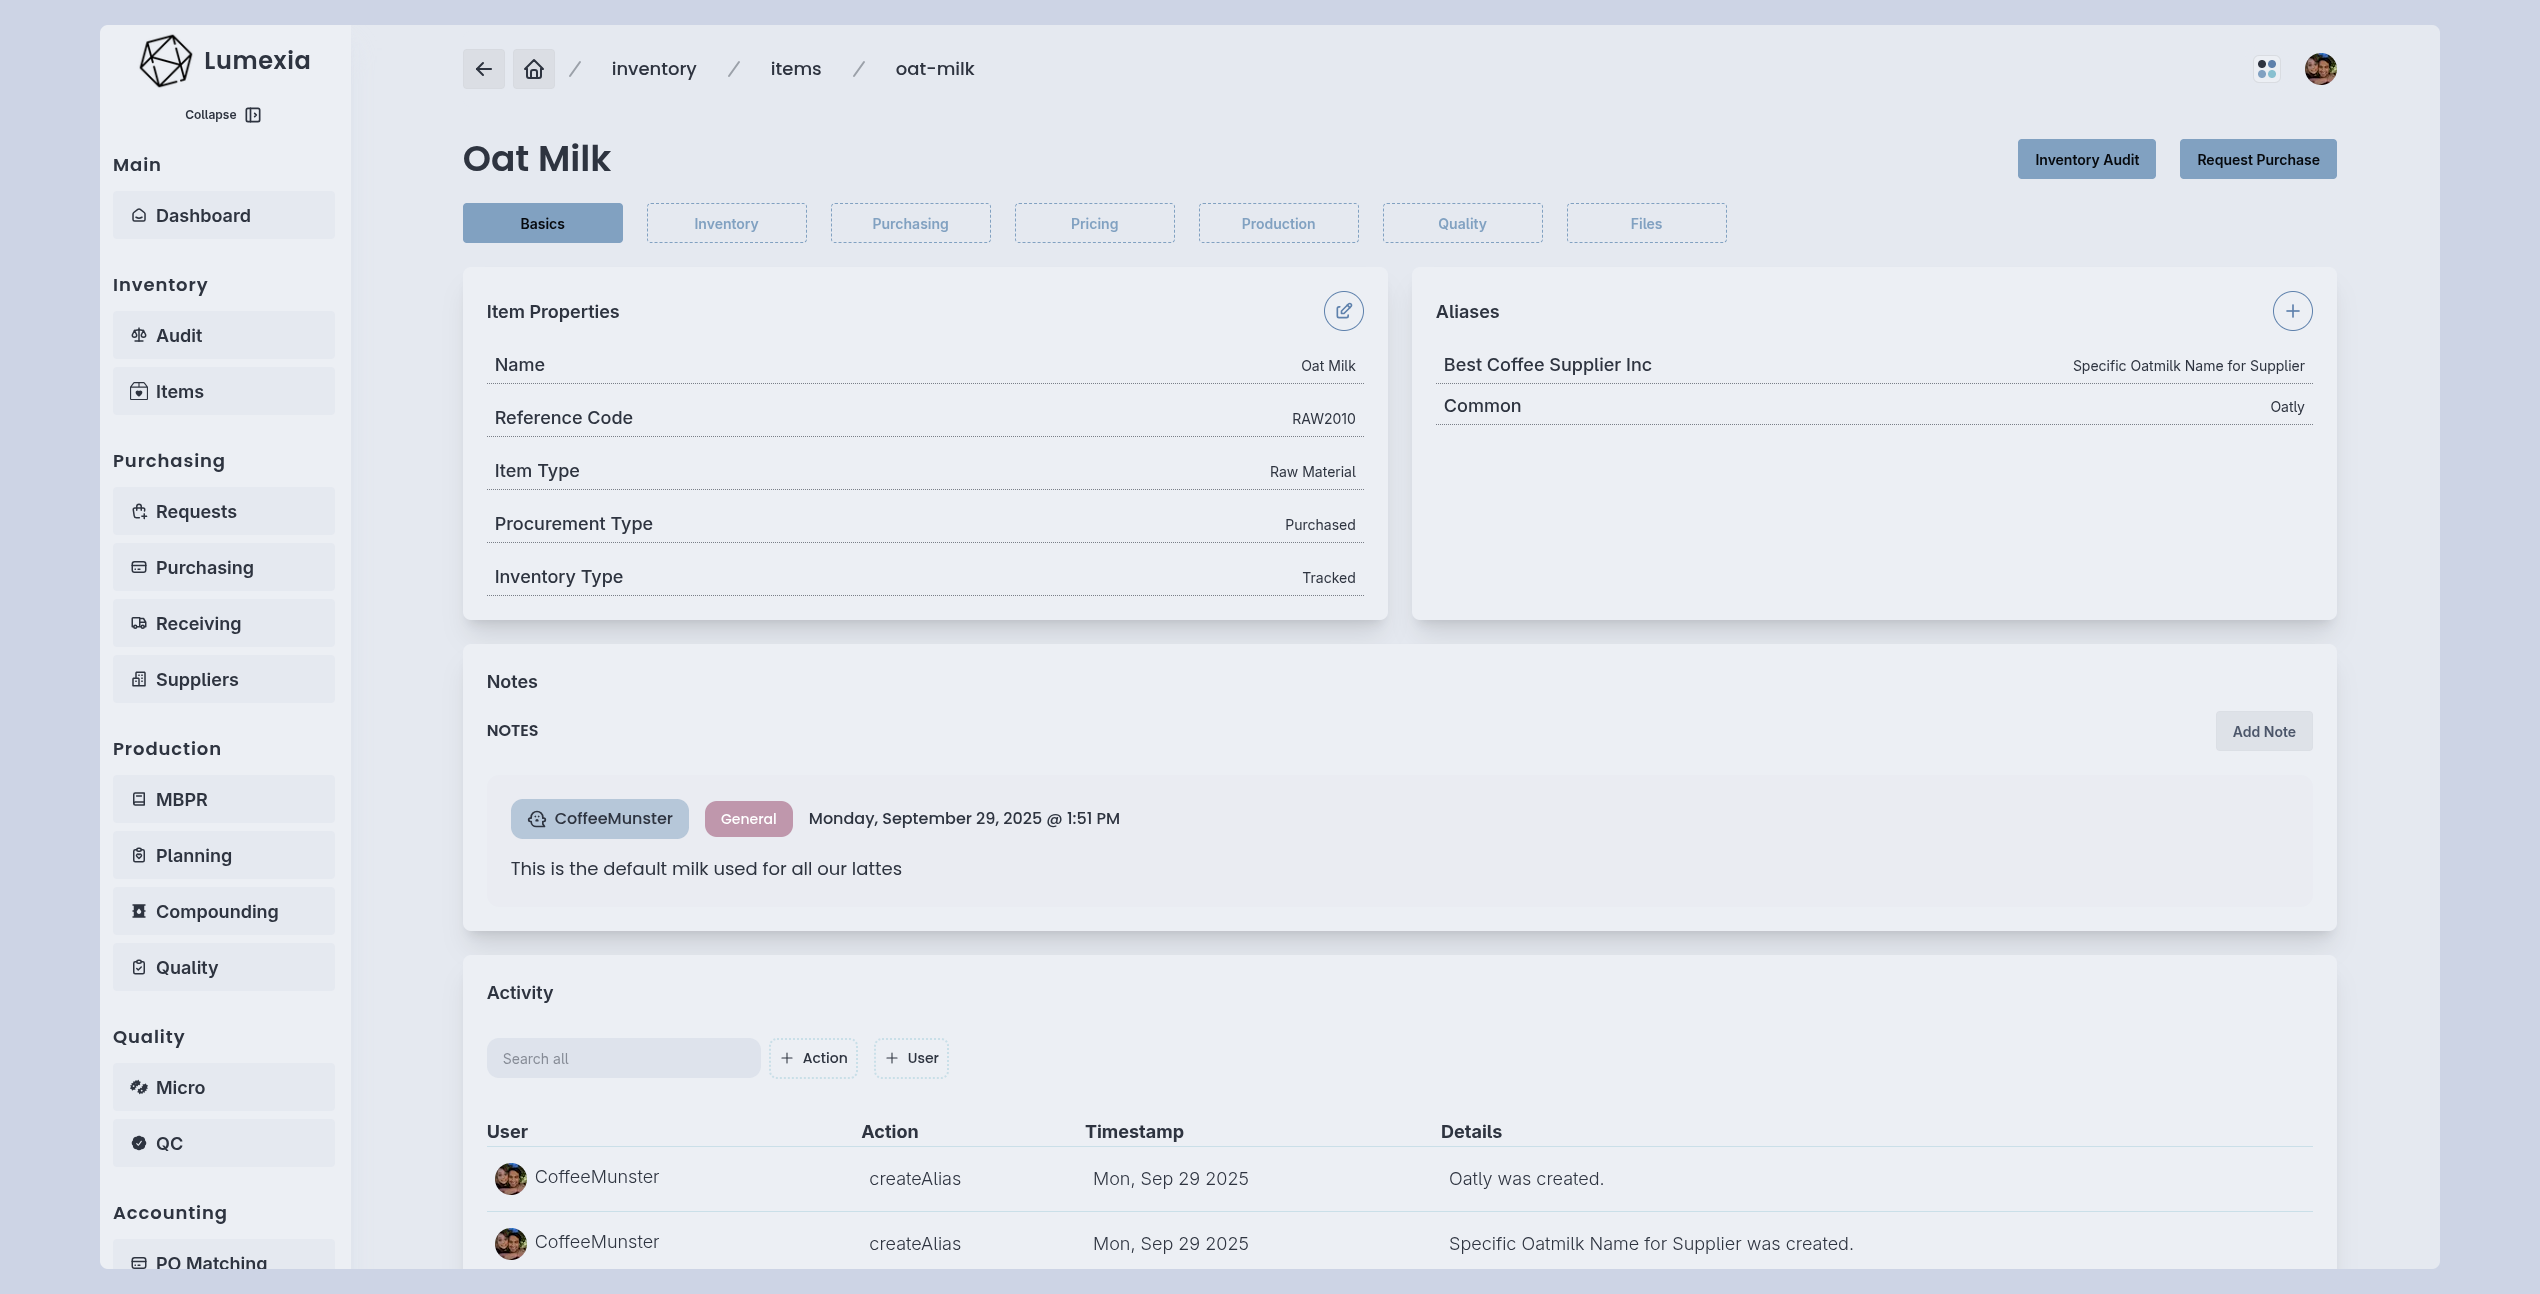 Lumexia
Collapse
Main
Dashboard
Inventory
Audit
Items
Purchasing
Requests
Purchasing
Receiving
Suppliers
Production
MBPR
Planning
Compounding
Quality
Quality
Micro
QC
Accounting
PO Matching
/ inventory / items / oat-milk
Oat Milk
Inventory Audit Request Purchase
Basics Inventory Purchasing Pricing Production Quality Files
Item Properties
Name Oat Milk
Reference Code RAW2010
Item Type Raw Material
Procurement Type Purchased
Inventory Type Tracked
Aliases
Best Coffee Supplier Inc Specific Oatmilk Name for Supplier
Common Oatly
Notes
NOTES Add Note
CoffeeMunster General Monday, September 29, 2025 @ 1:51 PM
This is the default milk used for all our lattes
Activity
Search all + Action + User
User Action Timestamp Details
CoffeeMunster createAlias Mon, Sep 29 2025 Oatly was created.
CoffeeMunster createAlias Mon, Sep 29 2025 Specific Oatmilk Name for Supplier was created.